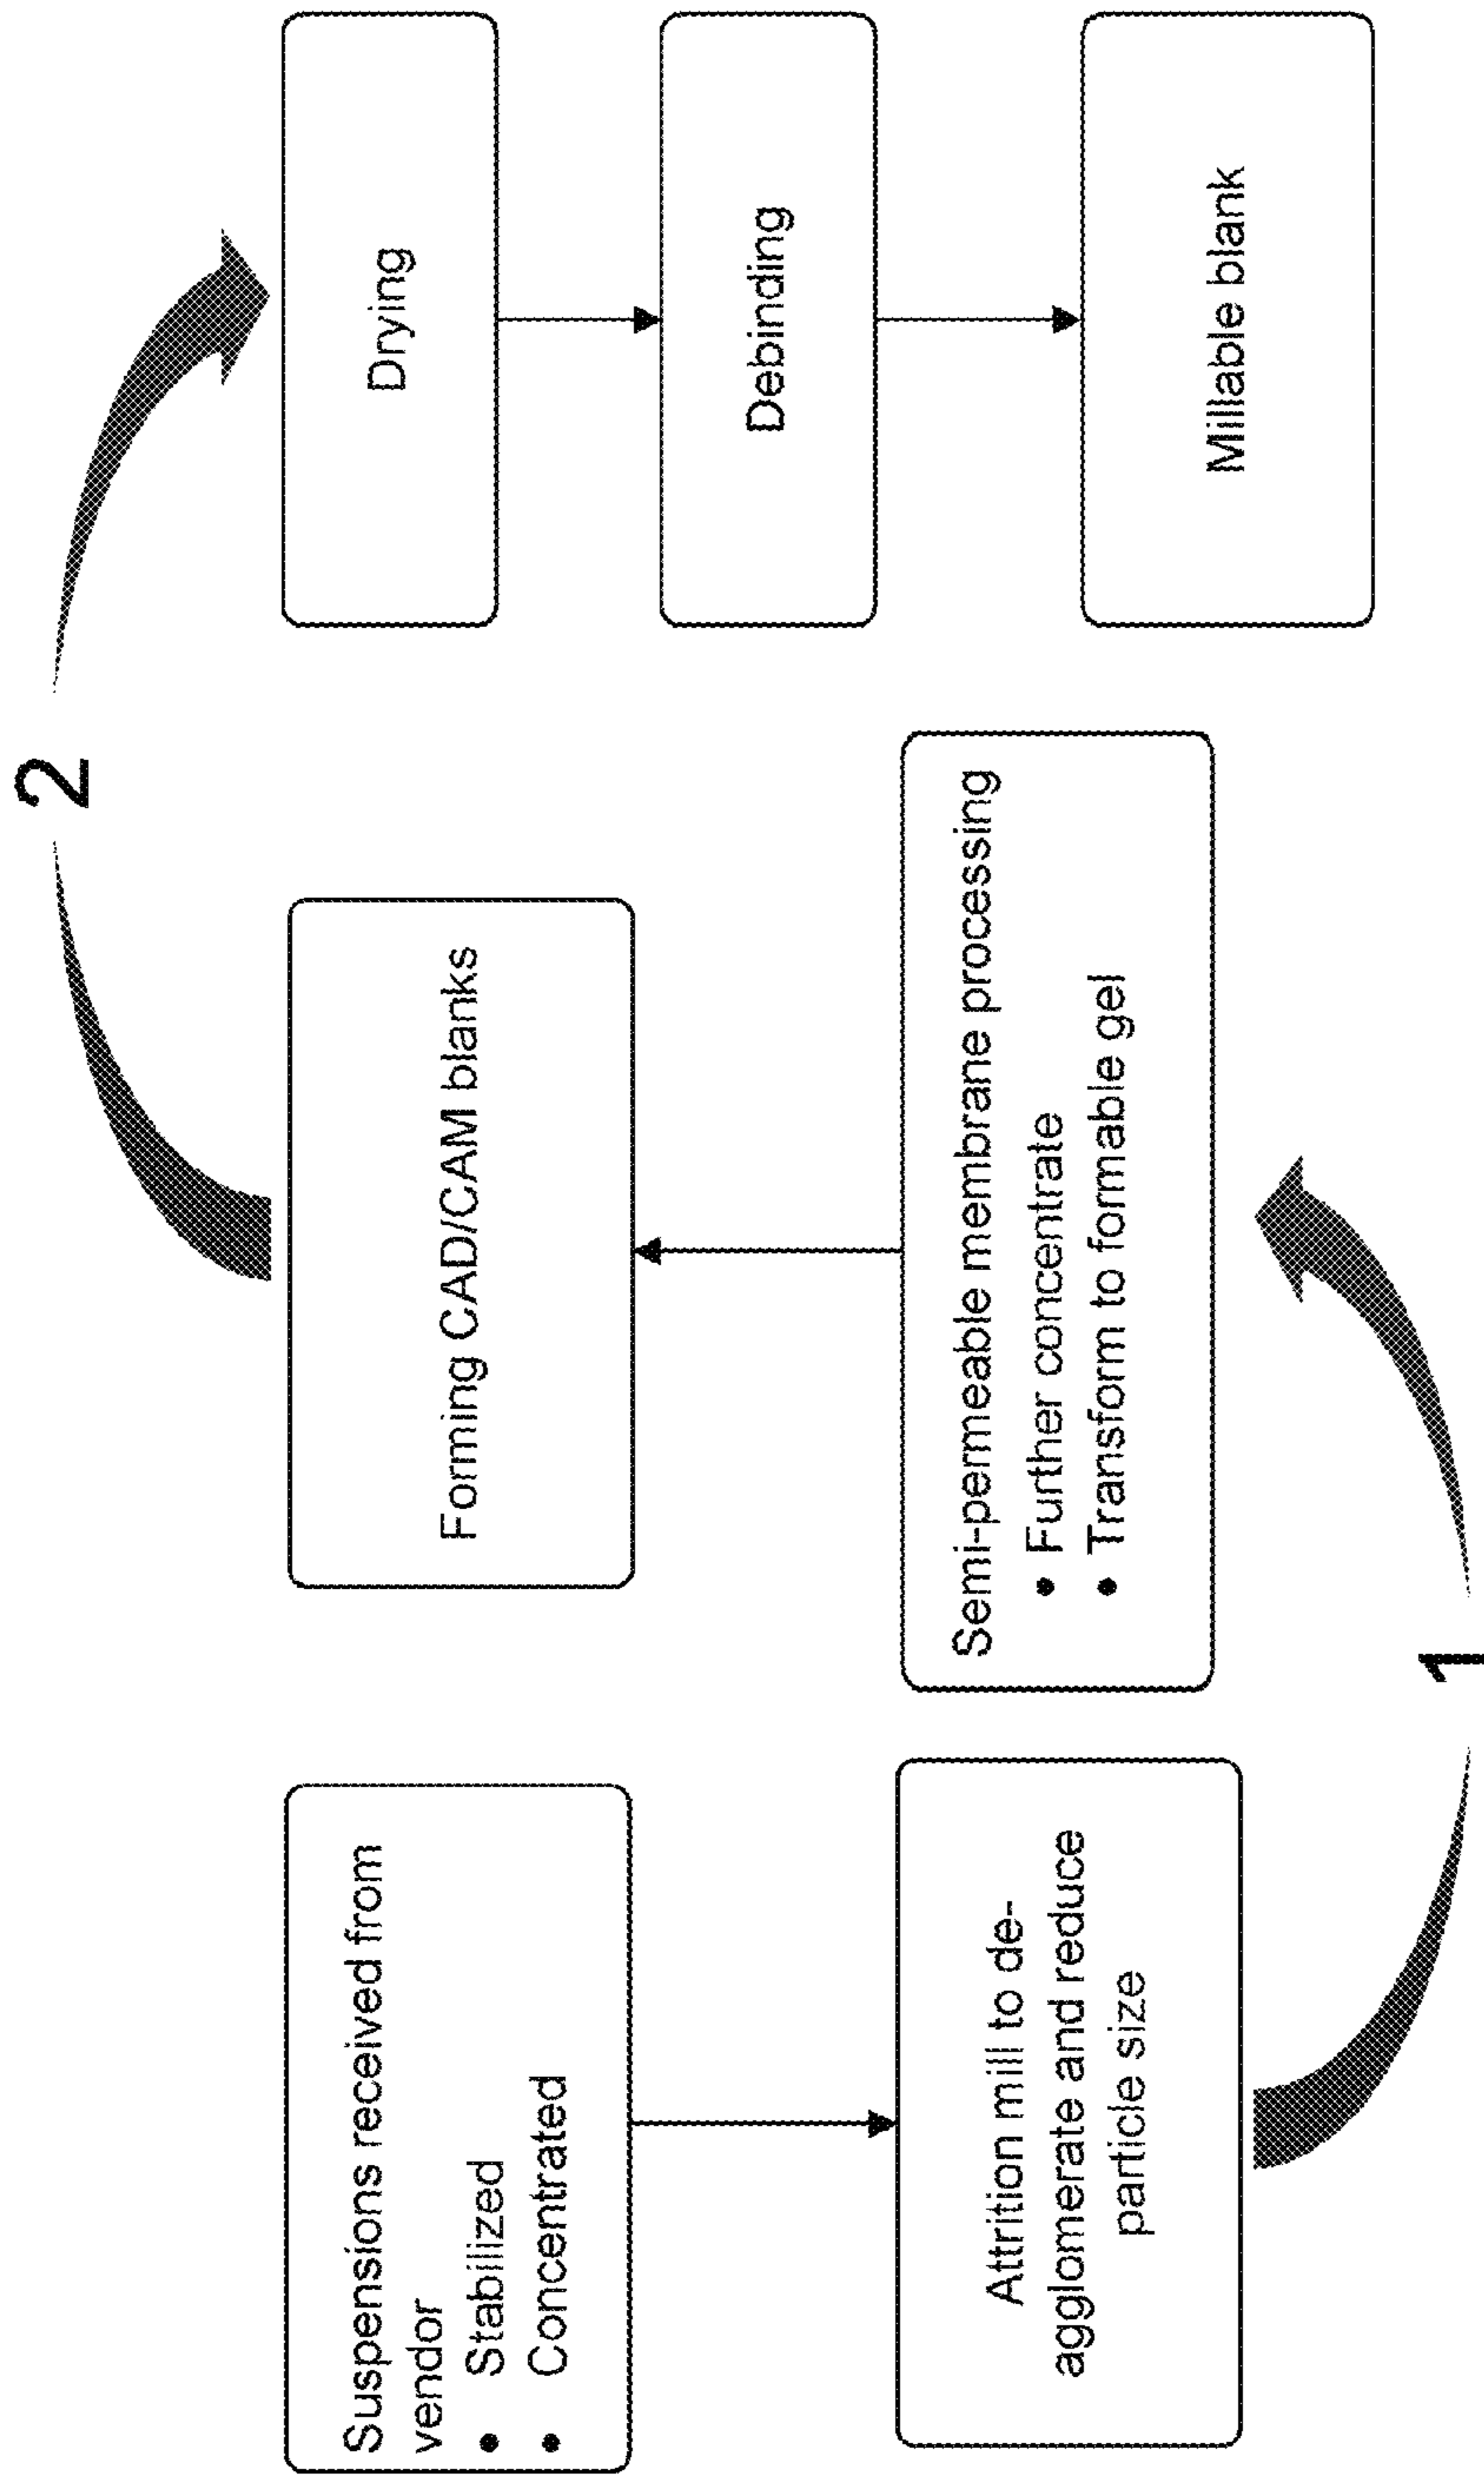 Suspensions received from
vendor
• Stabilized
• Concentrated
Attrition mill to de-
agglomerate and reduce
particle size
1
Semi-permeable membrane processing
• Further concentrate
• Transform to formable gel
Forming CAD/CAM blanks
2
Drying
Debinding
Millable blank